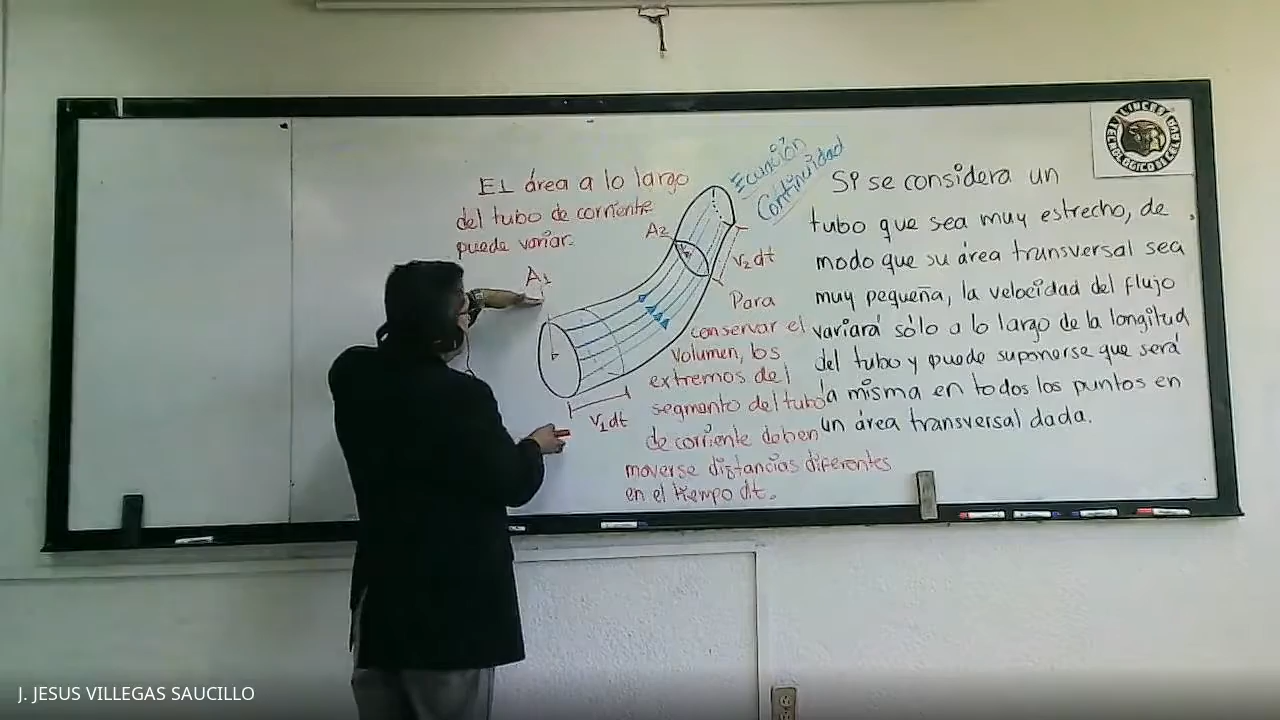 El área a lo largo
del tubo de corriente
puede variar.
Ecuación
Continuidad
A₁
A₂
v₂dt
v₁dt
Para
conservar el
volumen, los
extremos del
segmento del tubo
de corriente deben
moverse distancias diferentes
en el tiempo dt.
Si se considera un
tubo que sea muy estrecho, de
modo que su área transversal sea
muy pequeña, la velocidad del flujo
variará sólo a lo largo de la longitud
del tubo y puede suponerse que será
la misma en todos los puntos en
un área transversal dada.
J. JESUS VILLEGAS SAUCILLO